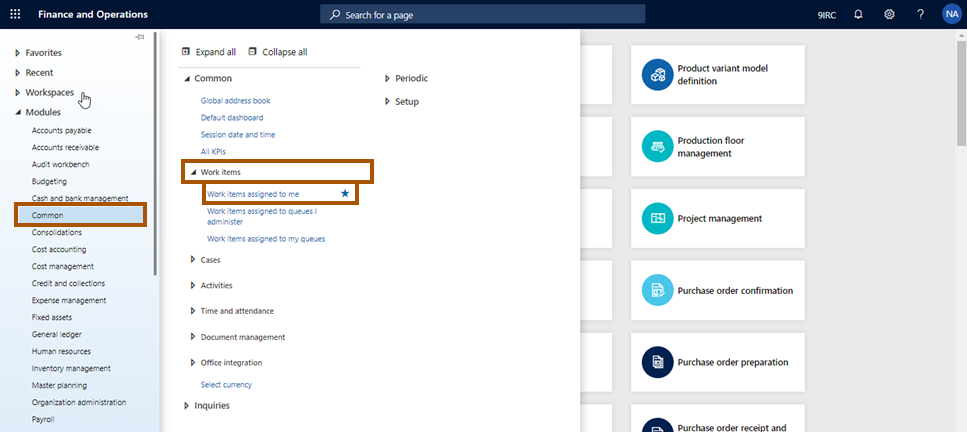 Finance and Operations
Search for a page
9IRC
?
NA
Favorites
Recent
Workspaces
Modules
Accounts payable
Accounts receivable
Audit workbench
Budgeting
Cash and bank management
Common
Consolidations
Cost accounting
Cost management
Credit and collections
Expense management
Fixed assets
General ledger
Human resources
Inventory management
Master planning
Organization administration
Payroll
Expand all
Collapse all
Common
Global address book
Default dashboard
Session date and time
All KPIs
Work items
Work items assigned to me
Work items assigned to queues I
administer
Work items assigned to my queues
Cases
Activities
Time and attendance
Document management
Office integration
Select currency
Inquiries
Periodic
Setup
Product variant model
definition
Production floor
management
Project management
Purchase order confirmation
Purchase order preparation
Purchase order receipt and